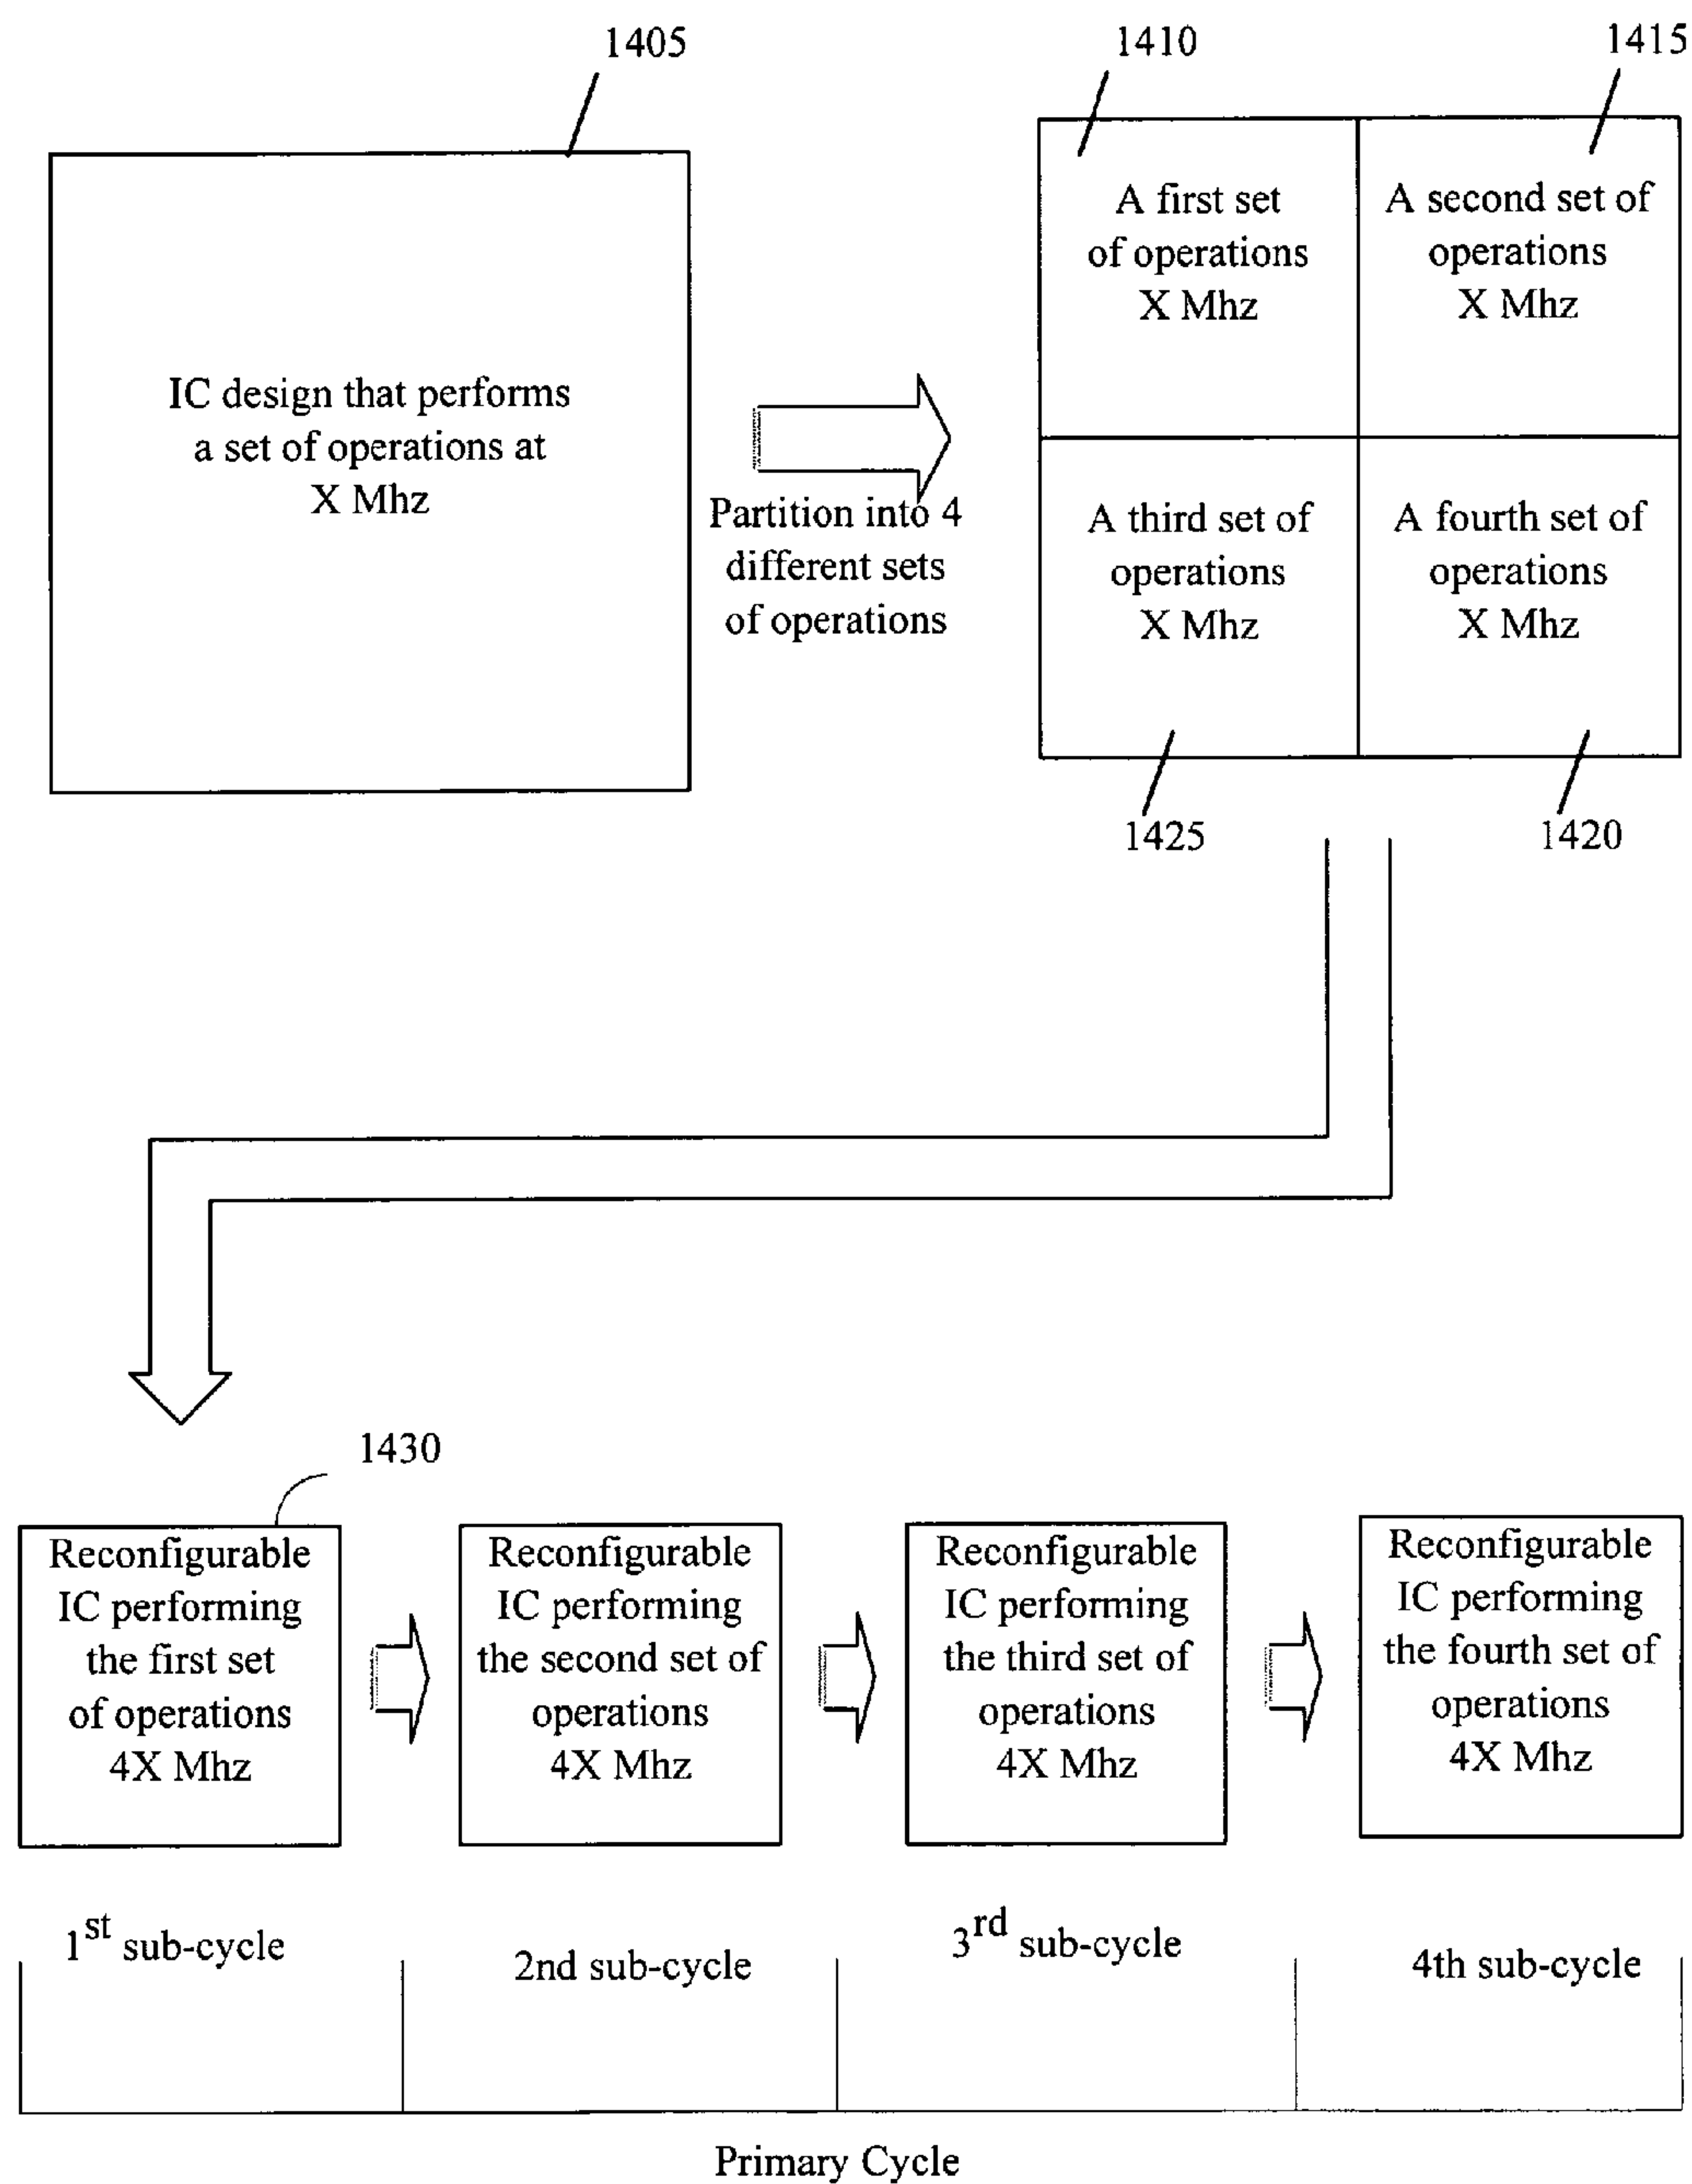 1405
1410
1415
IC design that performs
a set of operations at
X Mhz
Partition into 4
different sets
of operations
A first set
of operations
X Mhz
A second set of
operations
X Mhz
A third set of
operations
X Mhz
A fourth set of
operations
X Mhz
1425
1420
1430
Reconfigurable
IC performing
the first set
of operations
4X Mhz
Reconfigurable
IC performing
the second set of
operations
4X Mhz
Reconfigurable
IC performing
the third set of
operations
4X Mhz
Reconfigurable
IC performing
the fourth set of
operations
4X Mhz
1st sub-cycle
2nd sub-cycle
3rd sub-cycle
4th sub-cycle
Primary Cycle